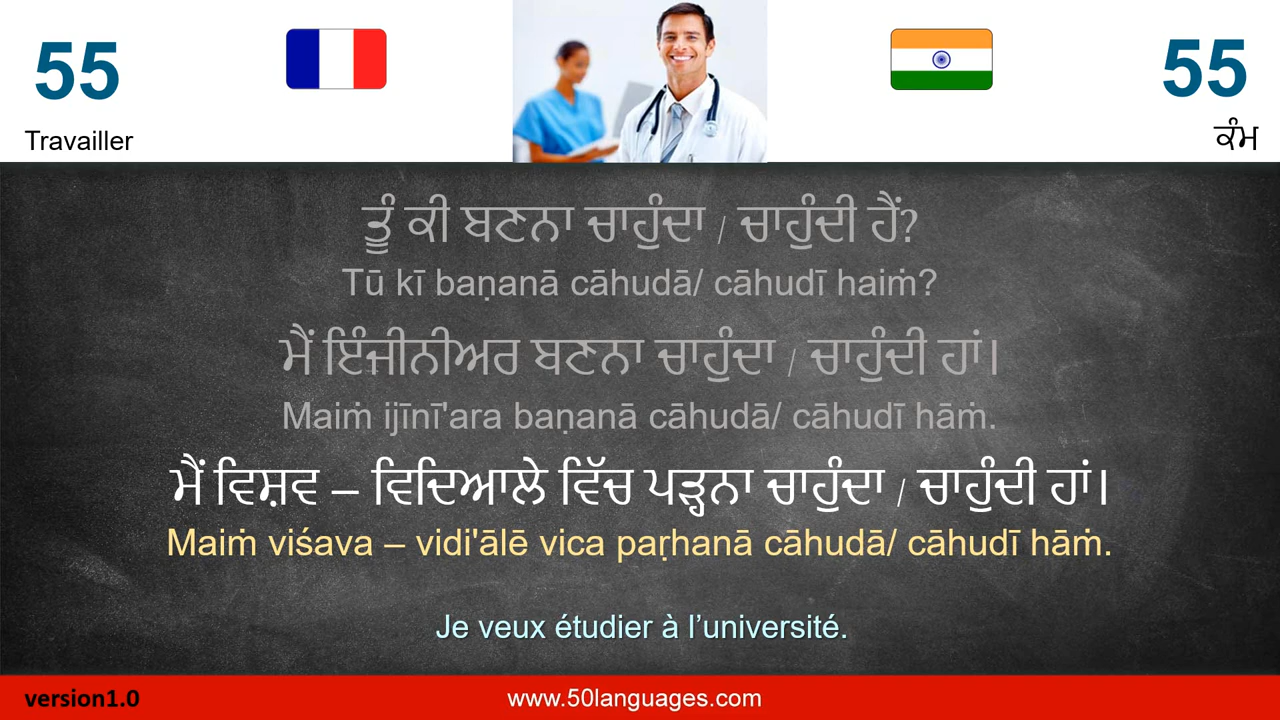 55
55
Travailler
ਕੰਮ
ਤੂੰ ਕੀ ਬਣਨਾ ਚਾਹੁੰਦਾ / ਚਾਹੁੰਦੀ ਹੈਂ?
Tū kī baṇanā cāhudā/ cāhudī haiṁ?
ਮੈਂ ਇੰਜੀਨੀਅਰ ਬਣਨਾ ਚਾਹੁੰਦਾ / ਚਾਹੁੰਦੀ ਹਾਂ।
Maiṁ ijīnī'ara baṇanā cāhudā/ cāhudī hāṁ.
ਮੈਂ ਵਿਸ਼ਵ – ਵਿਦਿਆਲੇ ਵਿੱਚ ਪੜ੍ਹਨਾ ਚਾਹੁੰਦਾ / ਚਾਹੁੰਦੀ ਹਾਂ।
Maiṁ viśava – vidi'ālē vica paṛhanā cāhudā/ cāhudī hāṁ.
Je veux étudier à l’université.
version1.0
www.50languages.com